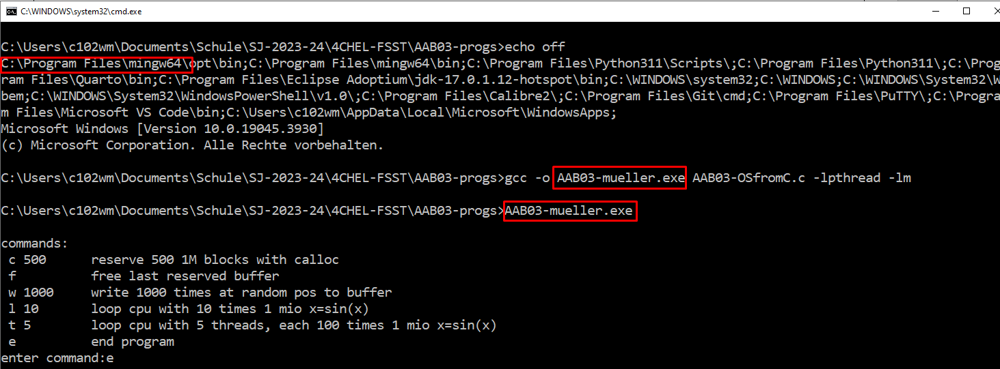 C:\WINDOWS\system32\cmd.exe
C:\Users\c102wm\Documents\Schule\SJ-2023-24\4CHEL-FSST\AAB03-progs>echo off
C:\Program Files\mingw64\opt\bin;C:\Program Files\mingw64\bin;C:\Program Files\Python311\Scripts\;C:\Program Files\Python311\;C:\Prog
ram Files\Quarto\bin;C:\Program Files\Eclipse Adoptium\jdk-17.0.1.12-hotspot\bin;C:\WINDOWS\system32;C:\WINDOWS;C:\WINDOWS\System32\W
bem;C:\WINDOWS\System32\WindowsPowerShell\v1.0\;C:\Program Files\Calibre2\;C:\Program Files\Git\cmd;C:\Program Files\PuTTY\;C:\Progra
m Files\Microsoft VS Code\bin;C:\Users\c102wm\AppData\Local\Microsoft\WindowsApps;
Microsoft Windows [Version 10.0.19045.3930]
(c) Microsoft Corporation. Alle Rechte vorbehalten.
C:\Users\c102wm\Documents\Schule\SJ-2023-24\4CHEL-FSST\AAB03-progs>gcc -o AAB03-mueller.exe AAB03-OSfromC.c -lpthread -lm
C:\Users\c102wm\Documents\Schule\SJ-2023-24\4CHEL-FSST\AAB03-progs>AAB03-mueller.exe
commands:
c 500 reserve 500 1M blocks with calloc
f free last reserved buffer
w 1000 write 1000 times at random pos to buffer
l 10 loop cpu with 10 times 1 mio x=sin(x)
t 5 loop cpu with 5 threads, each 100 times 1 mio x=sin(x)
e end program
enter command:e